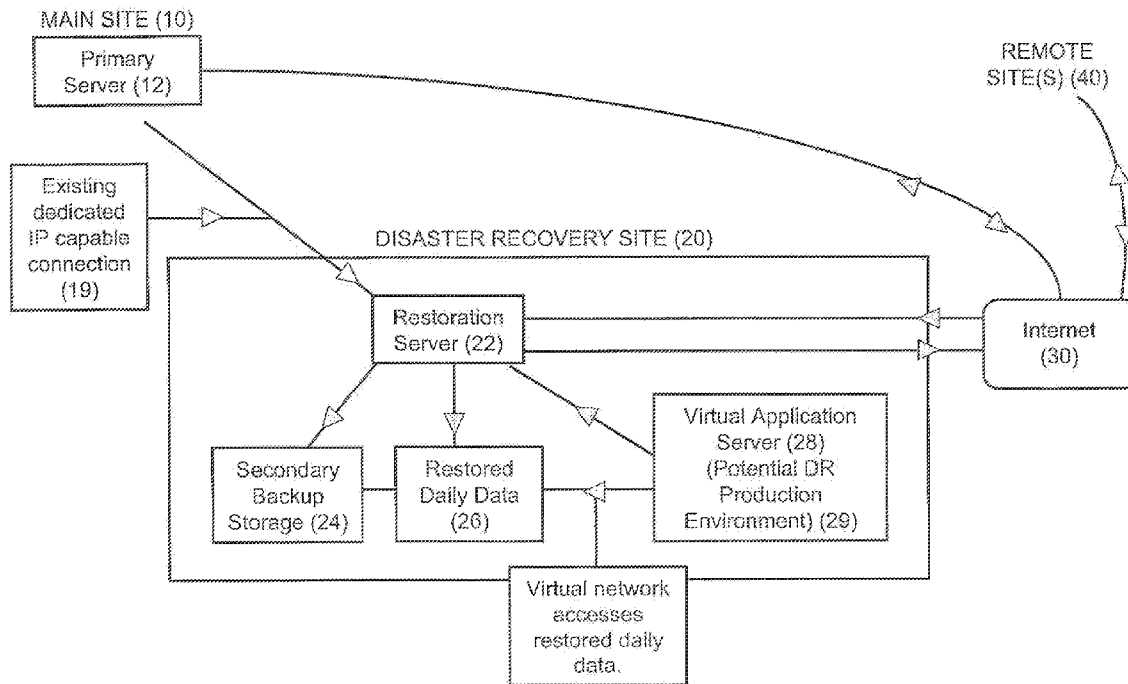 MAIN SITE (10)
Primary
Server (12)
REMOTE
SITE(S) (40)
Existing
dedicated
IP capable
connection
(19)
DISASTER RECOVERY SITE (20)
Restoration
Server (22)
Internet
(30)
Secondary
Backup
Storage (24)
Restored
Daily Data
(26)
Virtual Application
Server (28)
(Potential DR
Production
Environment) (29)
Virtual network
accesses
restored daily
data.